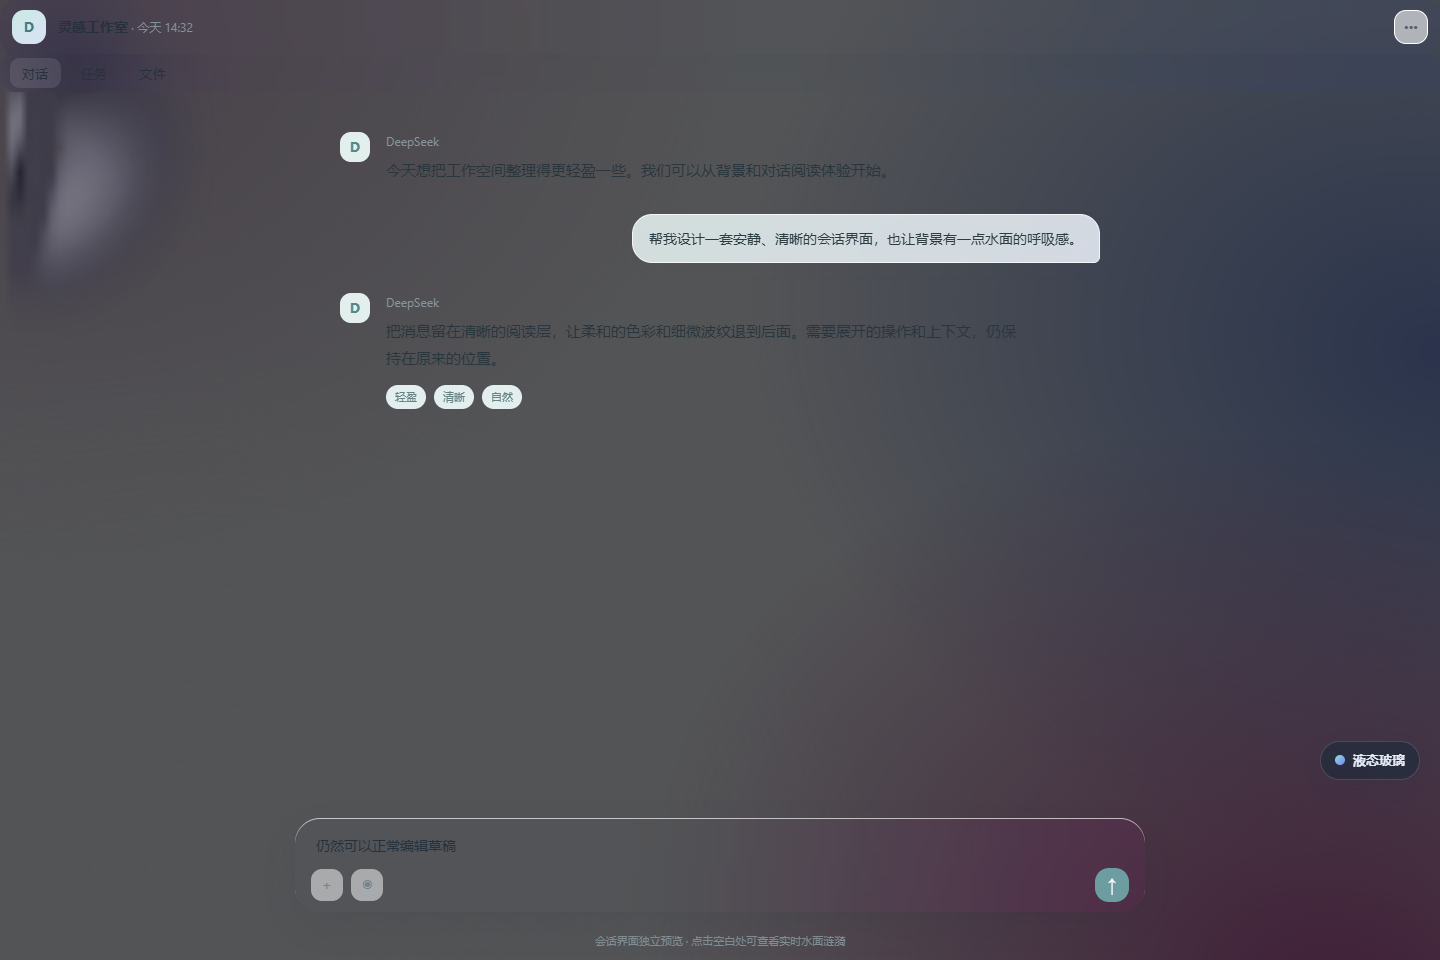 D 灵感工作室 · 今天 14:32 •••
对话 任务 文件
D DeepSeek
今天想把工作空间整理得更轻盈一些。我们可以从背景和对话阅读体验开始。
帮我设计一套安静、清晰的会话界面，也让背景有一点水面的呼吸感。
D DeepSeek
把消息留在清晰的阅读层，让柔和的色彩和细微波纹退到后面。需要展开的操作和上下文，仍保
持在原来的位置。
轻盈 清晰 自然
液态玻璃
仍然可以正常编辑草稿
+ ◉ ↑
会话界面独立预览 · 点击空白处可查看实时水面涟漪